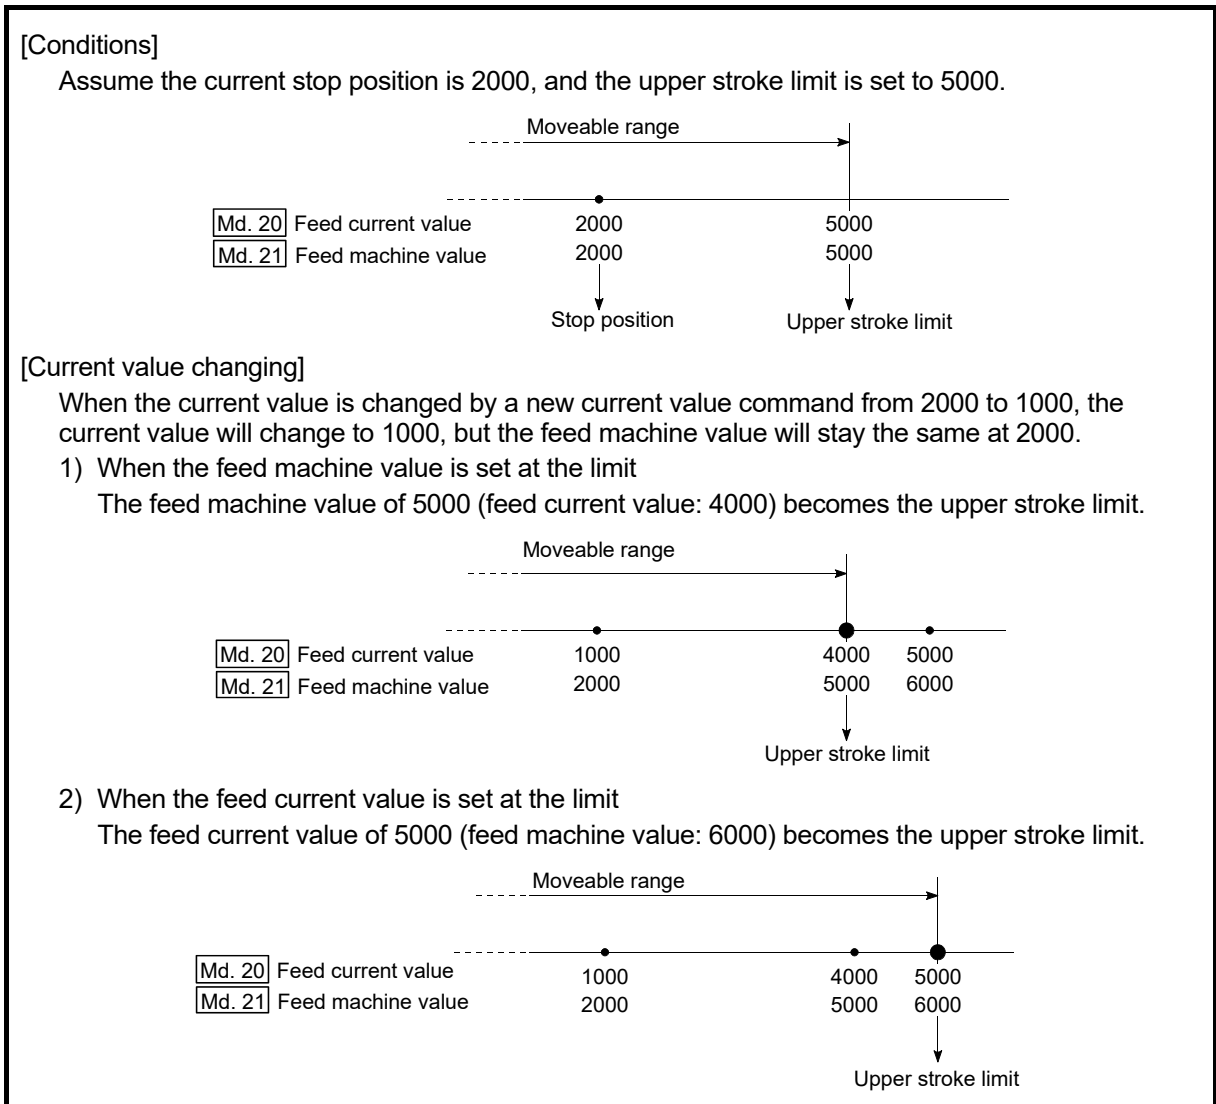 [Conditions]
Assume the current stop position is 2000, and the upper stroke limit is set to 5000.
Moveable range
Md. 20 Feed current value 2000 5000
Md. 21 Feed machine value 2000 5000
Stop position Upper stroke limit
[Current value changing]
When the current value is changed by a new current value command from 2000 to 1000, the
current value will change to 1000, but the feed machine value will stay the same at 2000.
1) When the feed machine value is set at the limit
The feed machine value of 5000 (feed current value: 4000) becomes the upper stroke limit.
Moveable range
Md. 20 Feed current value 1000 4000 5000
Md. 21 Feed machine value 2000 5000 6000
Upper stroke limit
2) When the feed current value is set at the limit
The feed current value of 5000 (feed machine value: 6000) becomes the upper stroke limit.
Moveable range
Md. 20 Feed current value 1000 4000 5000
Md. 21 Feed machine value 2000 5000 6000
Upper stroke limit